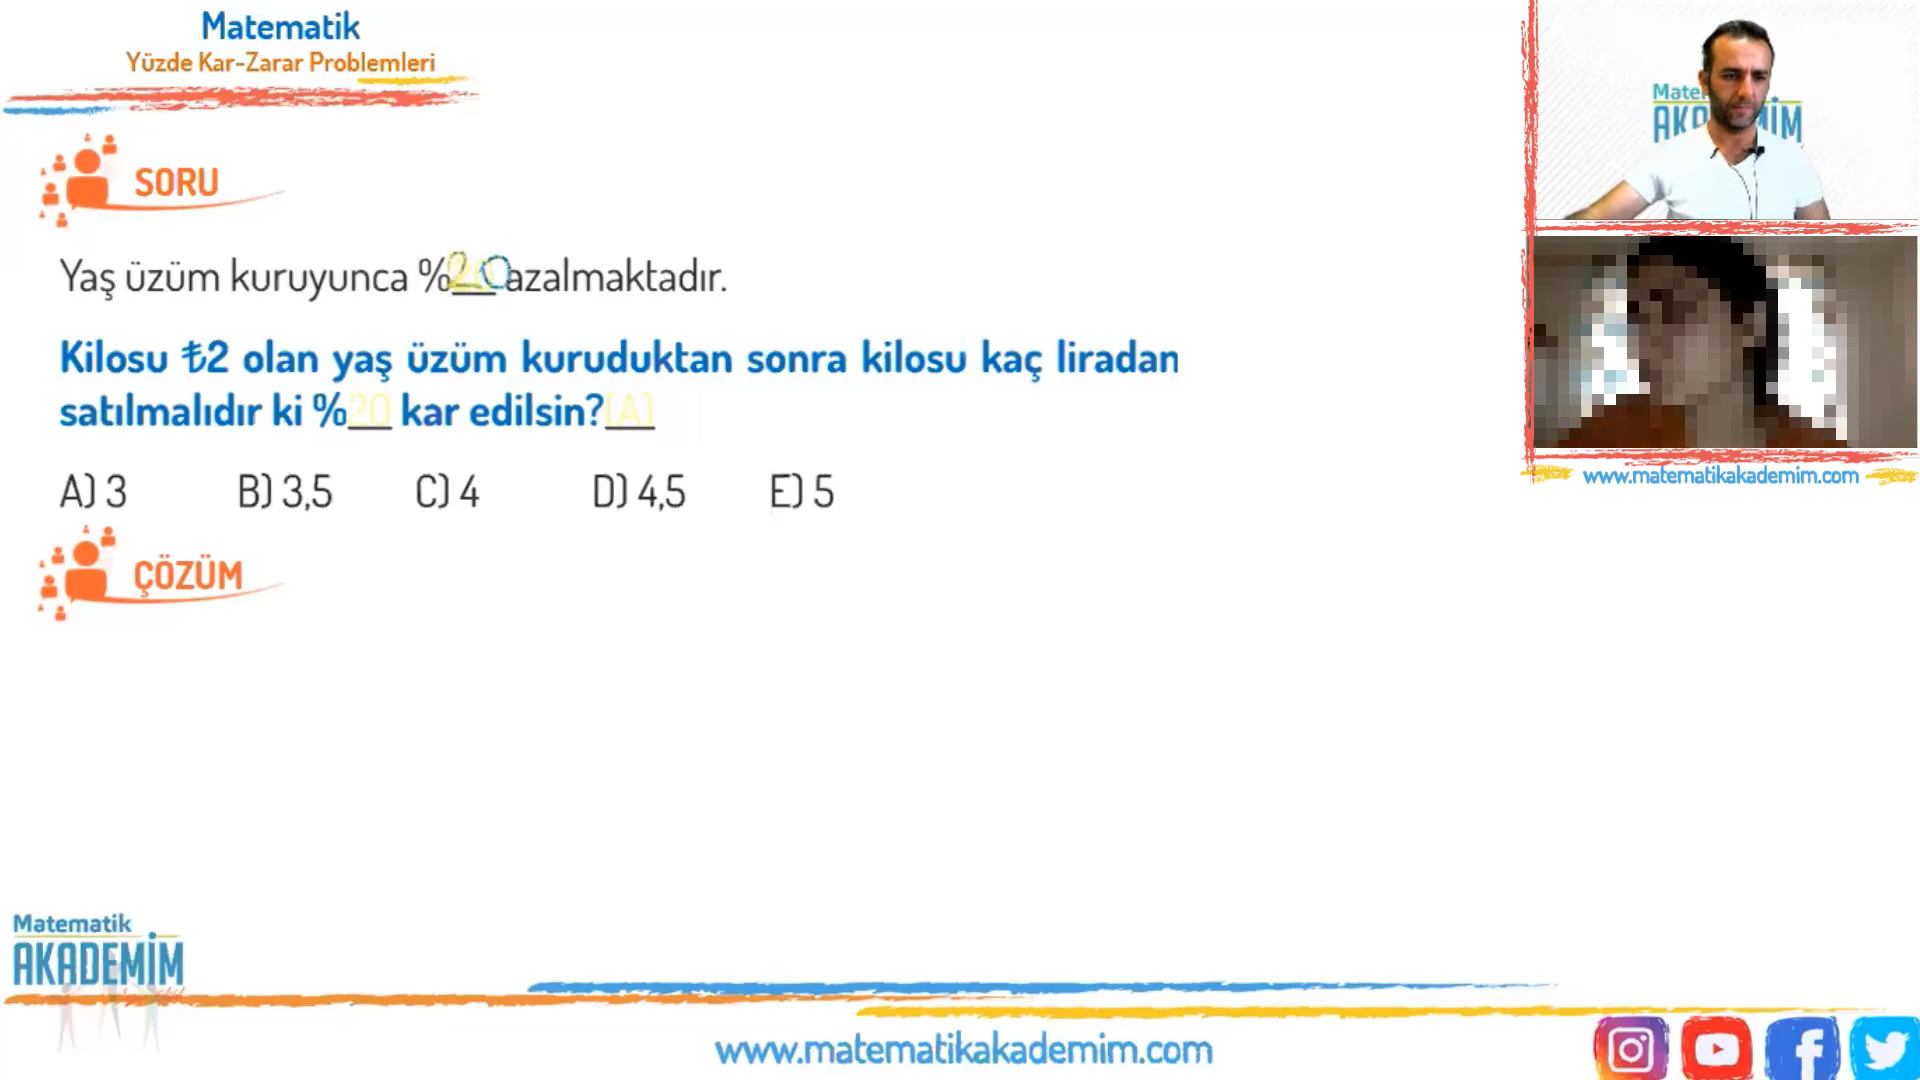 Matematik
Yüzde Kar-Zarar Problemleri
SORU
Yaş üzüm kuruyunca %20 azalmaktadır.
Kilosu ₺2 olan yaş üzüm kuruduktan sonra kilosu kaç liradan
satılmalıdır ki %20 kar edilsin?(A)
A) 3 B) 3,5 C) 4 D) 4,5 E) 5
ÇÖZÜM
www.matematikakademim.com
Matematik
AKADEMİM
www.matematikakademim.com